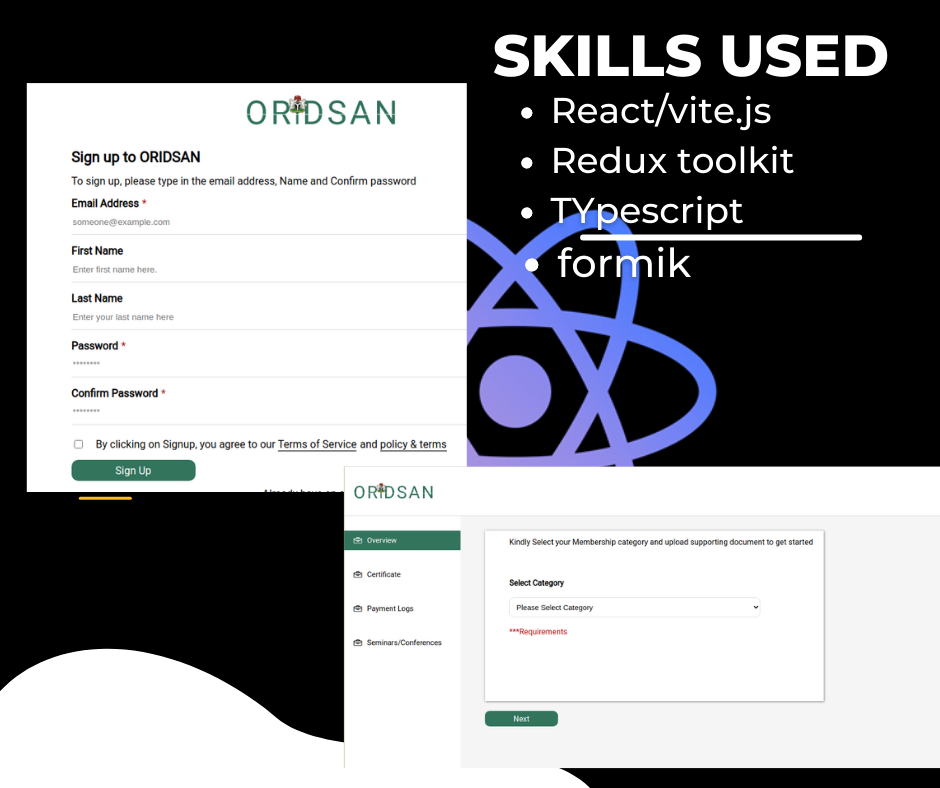 SKILLS USED
React/vite.js
Redux toolkit
TYpescript
formik
ORIDSAN
Sign up to ORIDSAN
To sign up, please type in the email address, Name and Confirm password
Email Address *
someone@example.com
First Name
Enter first name here.
Last Name
Enter your last name here
Password *
********
Confirm Password *
********
By clicking on Signup, you agree to our Terms of Service and policy & terms
Sign Up
ORIDSAN
Overview
Certificate
Payment Logs
Seminars/Conferences
Kindly Select your Membership category and upload supporting document to get started
Select Category
Please Select Category
***Requirements
Next